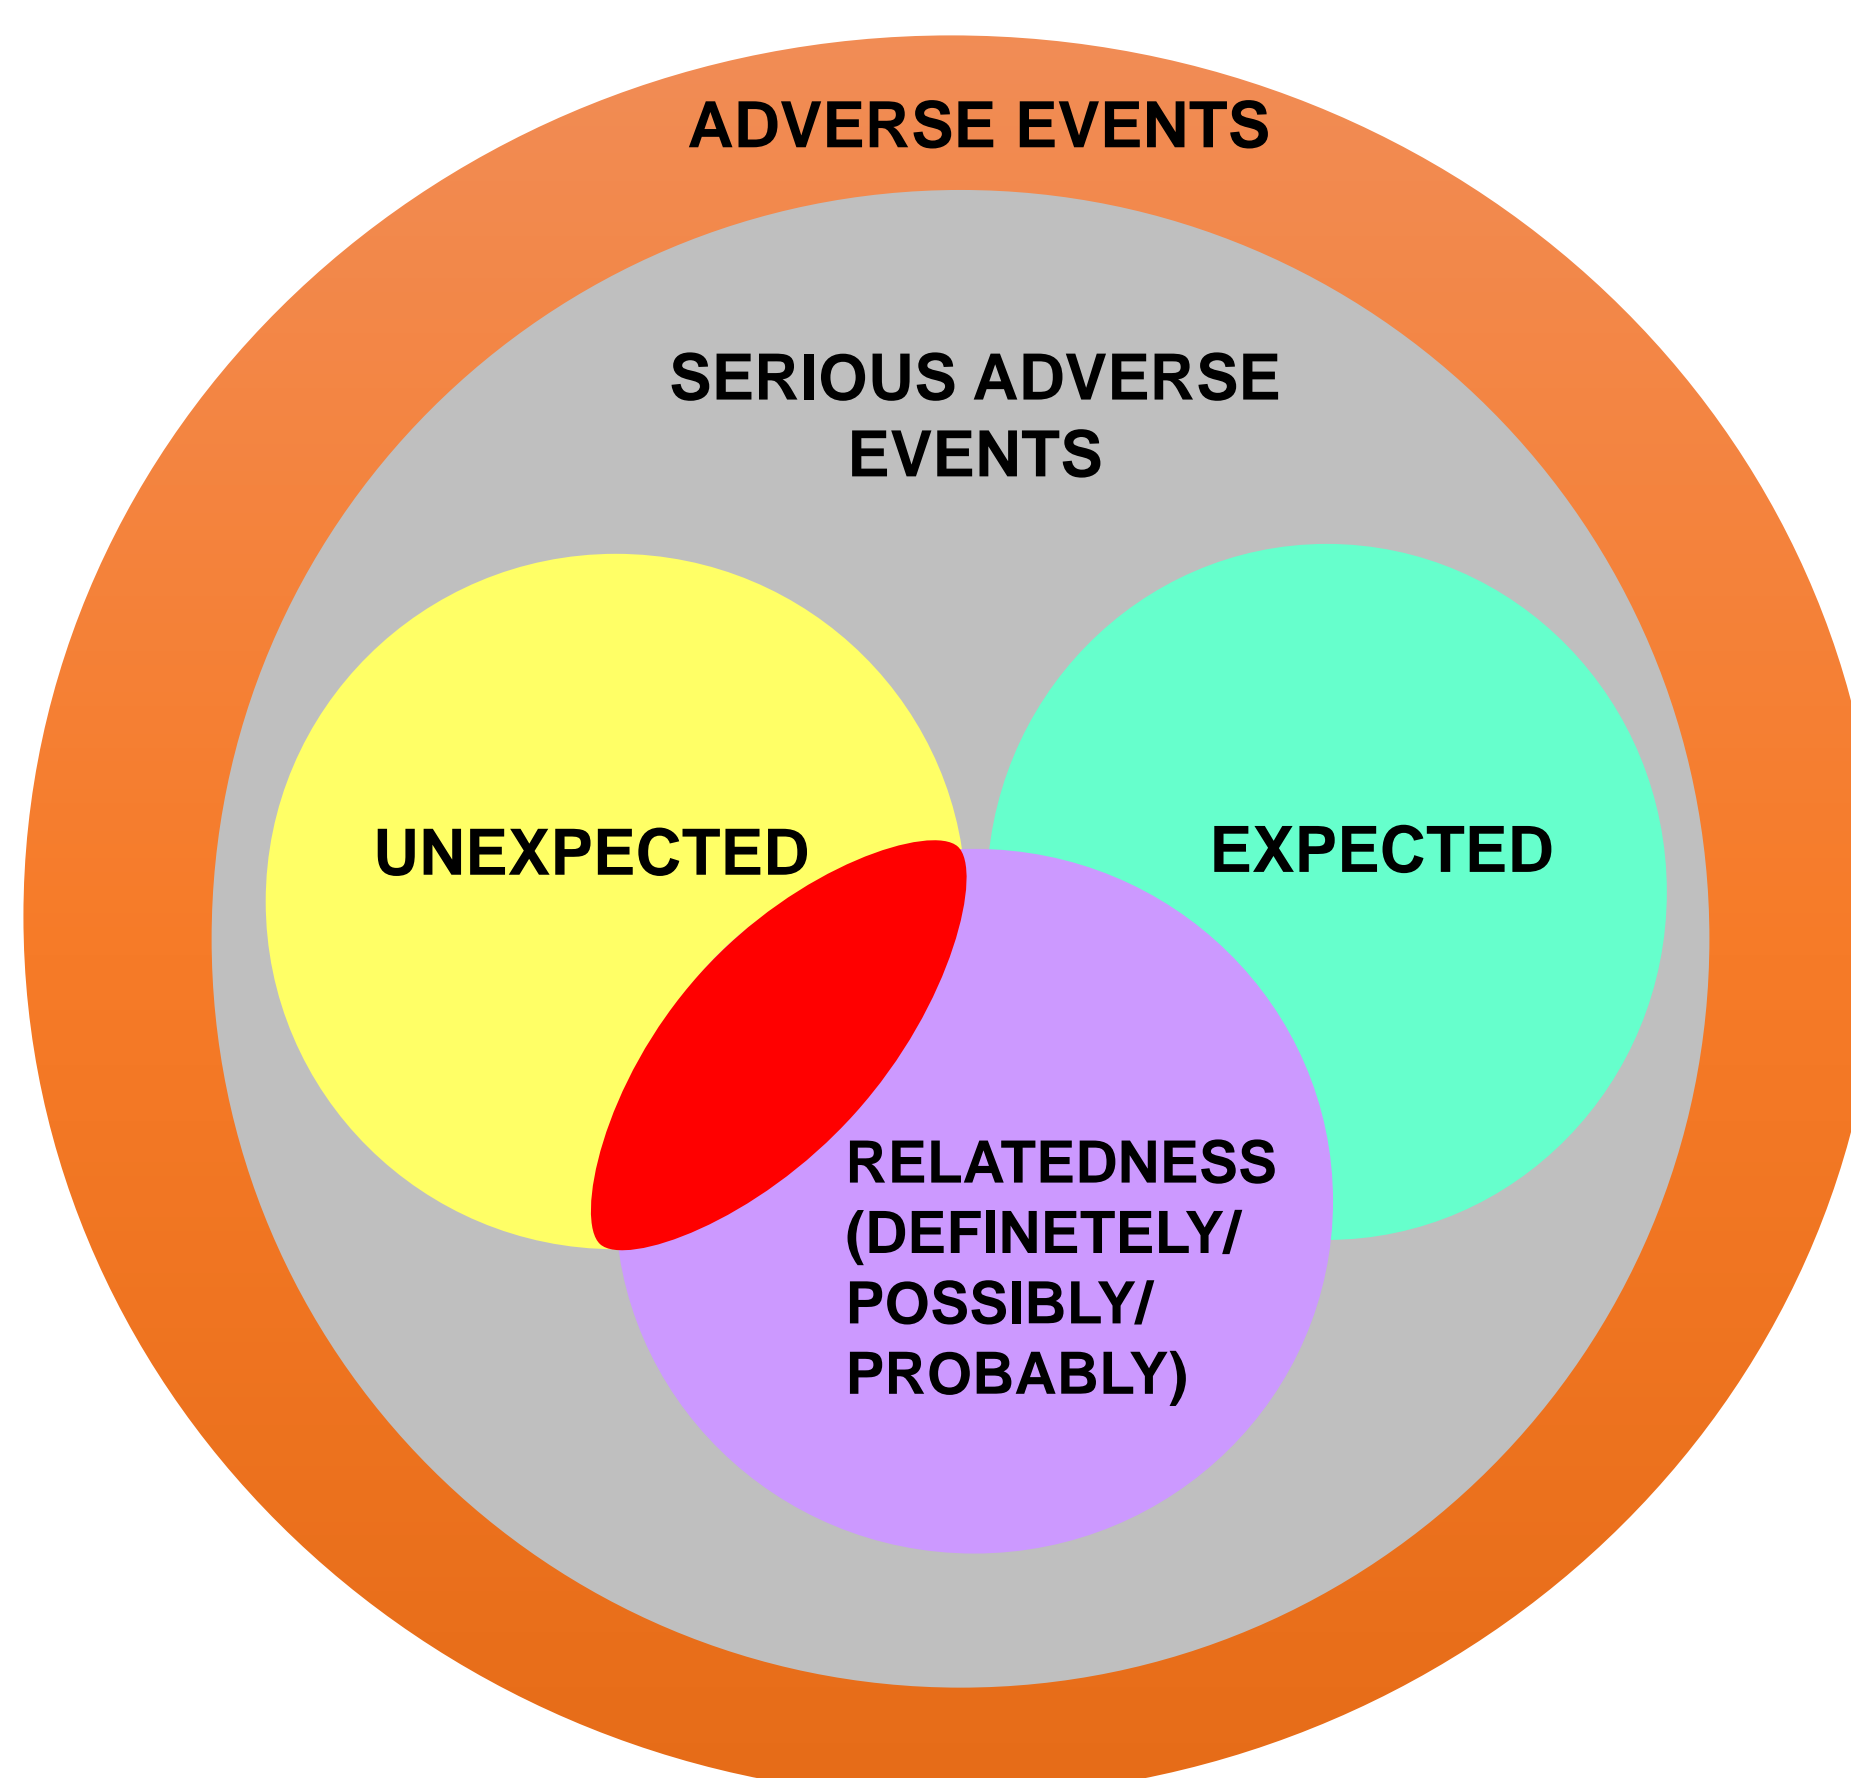 ADVERSE EVENTS
SERIOUS ADVERSE
EVENTS
UNEXPECTED
EXPECTED
RELATEDNESS
(DEFINETELY/
POSSIBLY/
PROBABLY)